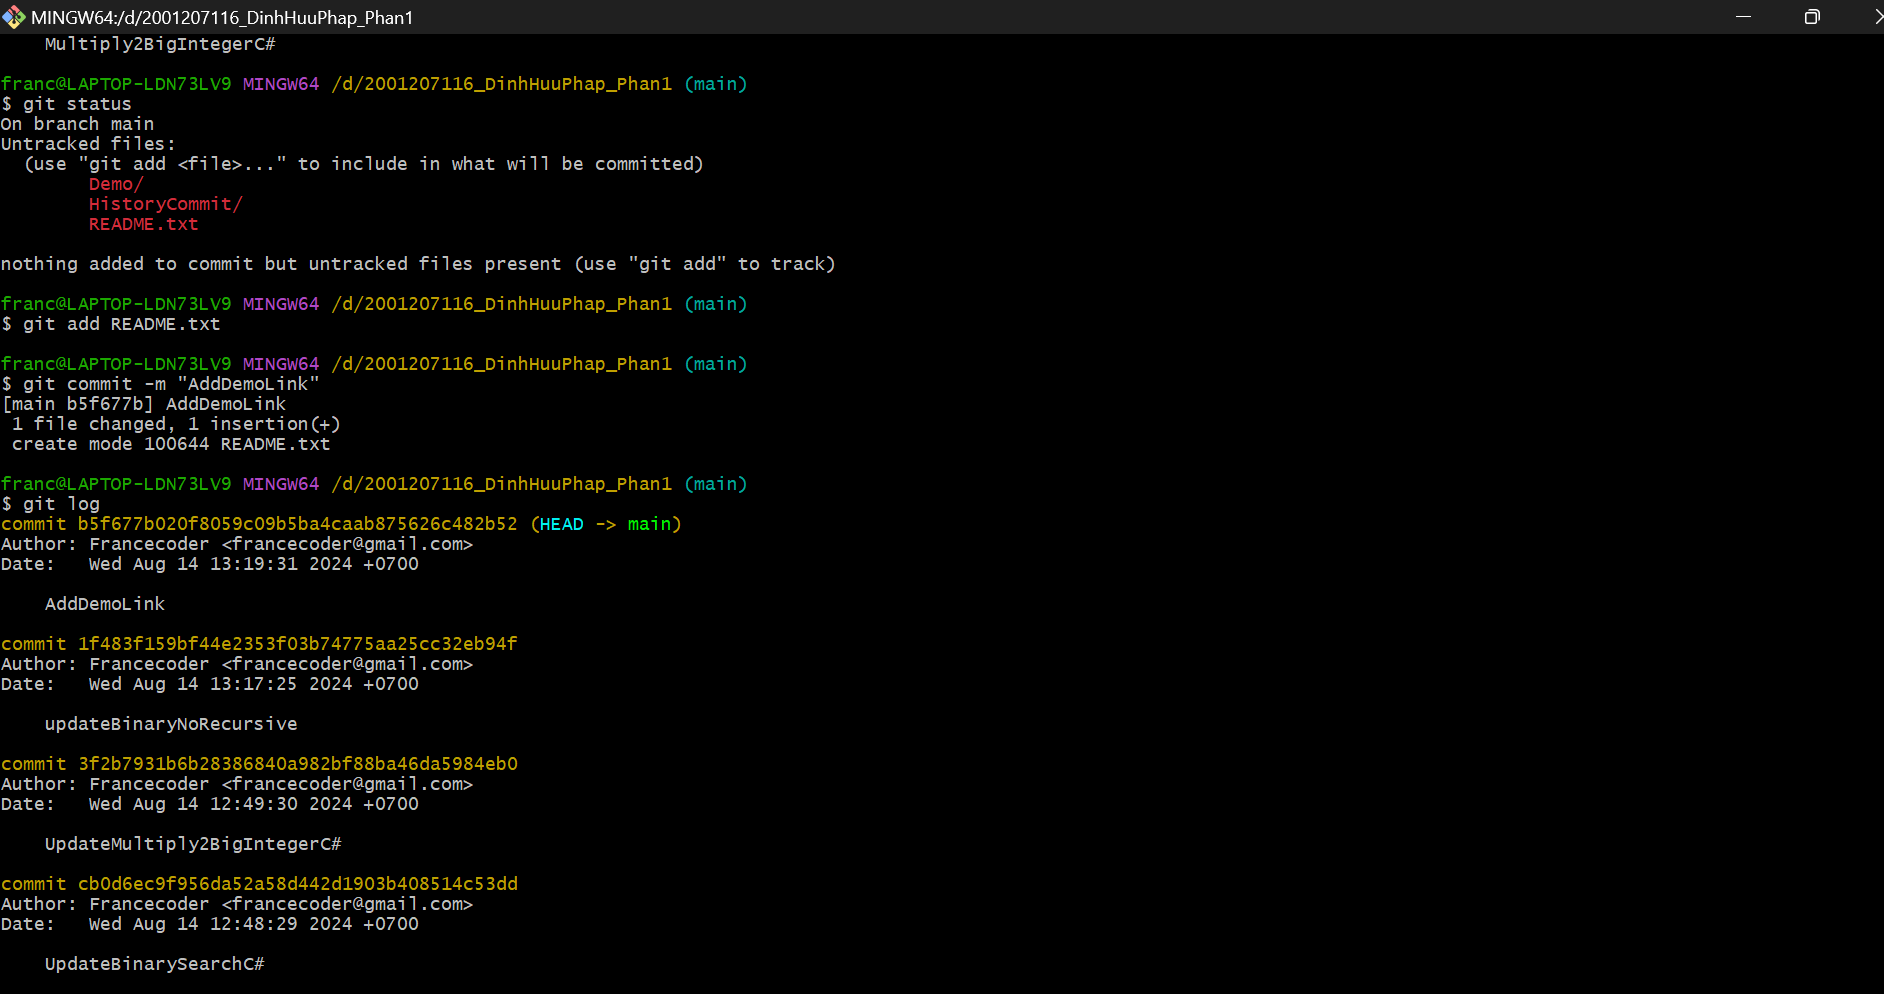 MINGW64:/d/2001207116_DinhHuuPhap_Phan1
    Multiply2BigIntegerC#

franc@LAPTOP-LDN73LV9 MINGW64 /d/2001207116_DinhHuuPhap_Phan1 (main)
$ git status
On branch main
Untracked files:
  (use "git add <file>..." to include in what will be committed)
        Demo/
        HistoryCommit/
        README.txt

nothing added to commit but untracked files present (use "git add" to track)

franc@LAPTOP-LDN73LV9 MINGW64 /d/2001207116_DinhHuuPhap_Phan1 (main)
$ git add README.txt

franc@LAPTOP-LDN73LV9 MINGW64 /d/2001207116_DinhHuuPhap_Phan1 (main)
$ git commit -m "AddDemoLink"
[main b5f677b] AddDemoLink
 1 file changed, 1 insertion(+)
 create mode 100644 README.txt

franc@LAPTOP-LDN73LV9 MINGW64 /d/2001207116_DinhHuuPhap_Phan1 (main)
$ git log
commit b5f677b020f8059c09b5ba4caab875626c482b52 (HEAD -> main)
Author: Francecoder <francecoder@gmail.com>
Date:   Wed Aug 14 13:19:31 2024 +0700

    AddDemoLink

commit 1f483f159bf44e2353f03b74775aa25cc32eb94f
Author: Francecoder <francecoder@gmail.com>
Date:   Wed Aug 14 13:17:25 2024 +0700

    updateBinaryNoRecursive

commit 3f2b7931b6b28386840a982bf88ba46da5984eb0
Author: Francecoder <francecoder@gmail.com>
Date:   Wed Aug 14 12:49:30 2024 +0700

    UpdateMultiply2BigIntegerC#

commit cb0d6ec9f956da52a58d442d1903b408514c53dd
Author: Francecoder <francecoder@gmail.com>
Date:   Wed Aug 14 12:48:29 2024 +0700

    UpdateBinarySearchC#